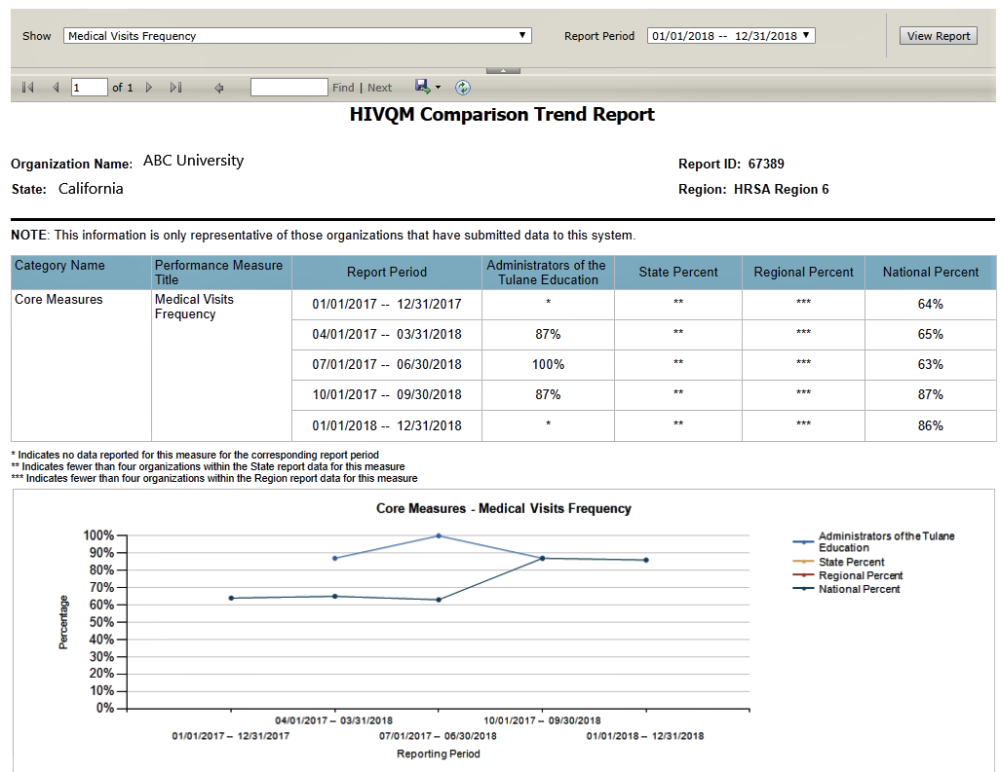 Show Medical Visits Frequency Report Period 01/01/2018 -- 12/31/2018 View Report
1 of 1 Find | Next
HIVQM Comparison Trend Report
Organization Name: ABC University Report ID: 67389
State: California Region: HRSA Region 6
NOTE: This information is only representative of those organizations that have submitted data to this system.
Category Name Performance Measure Title Report Period Administrators of the Tulane Education State Percent Regional Percent National Percent
Core Measures Medical Visits Frequency 01/01/2017 -- 12/31/2017 * ** *** 64%
04/01/2017 -- 03/31/2018 87% ** *** 65%
07/01/2017 -- 06/30/2018 100% ** *** 63%
10/01/2017 -- 09/30/2018 87% ** *** 87%
01/01/2018 -- 12/31/2018 * ** *** 86%
* Indicates no data reported for this measure for the corresponding report period
** Indicates fewer than four organizations within the State report data for this measure
*** Indicates fewer than four organizations within the Region report data for this measure
Core Measures - Medical Visits Frequency
100%
90%
80%
70%
60%
50%
40%
30%
20%
10%
0%
Percentage
04/01/2017 -- 03/31/2018 10/01/2017 -- 09/30/2018
01/01/2017 -- 12/31/2017 07/01/2017 -- 06/30/2018 01/01/2018 -- 12/31/2018
Reporting Period
Administrators of the Tulane
Education
State Percent
Regional Percent
National Percent